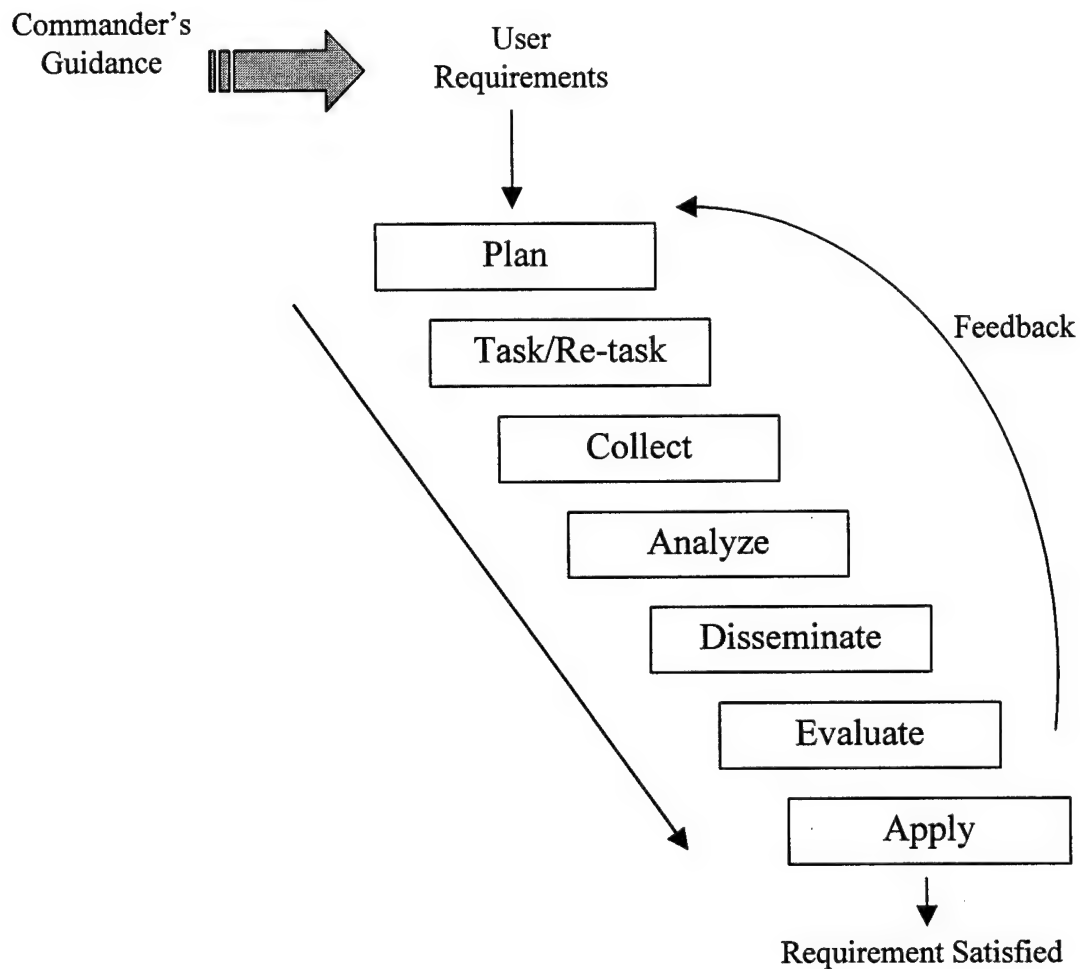 Commander's
Guidance
User
Requirements
Plan
Task/Re-task
Feedback
Collect
Analyze
Disseminate
Evaluate
Apply
Requirement Satisfied